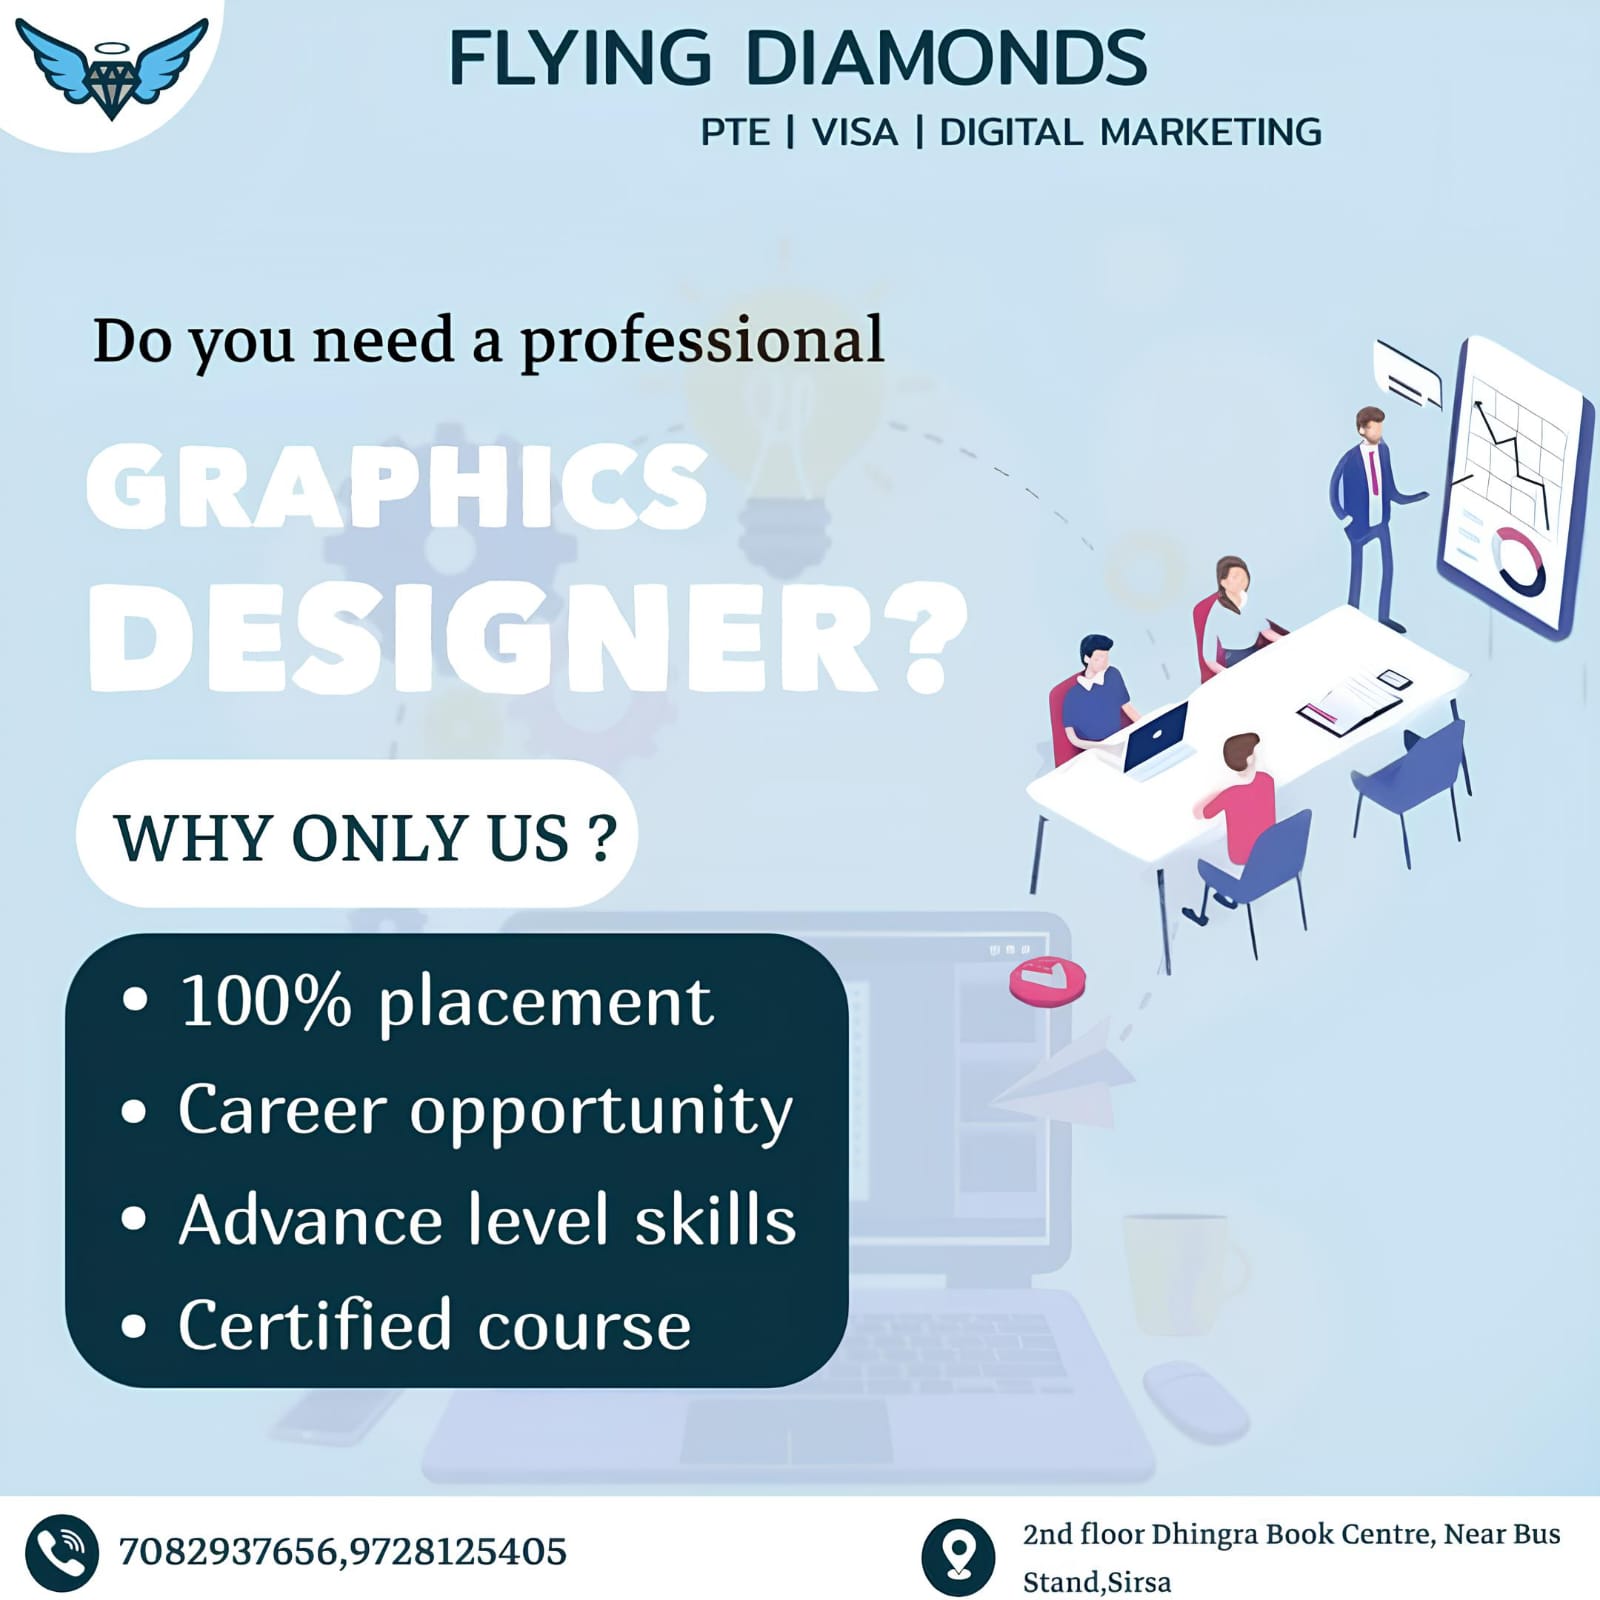 FLYING DIAMONDS
PTE | VISA | DIGITAL MARKETING
Do you need a professional
GRAPHICS
DESIGNER?
WHY ONLY US ?
• 100% placement
• Career opportunity
• Advance level skills
• Certified course
7082937656,9728125405
2nd floor Dhingra Book Centre, Near Bus
Stand,Sirsa